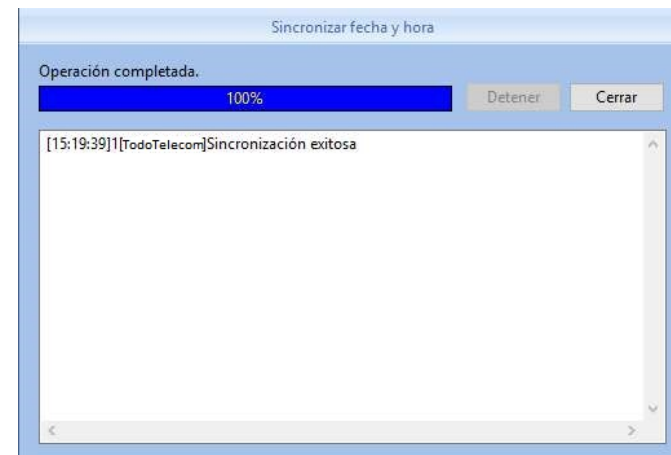 Sincronizar fecha y hora
Operación completada.
100%
Detener
Cerrar
[15:19:39]1[TodoTelecom]Sincronización exitosa